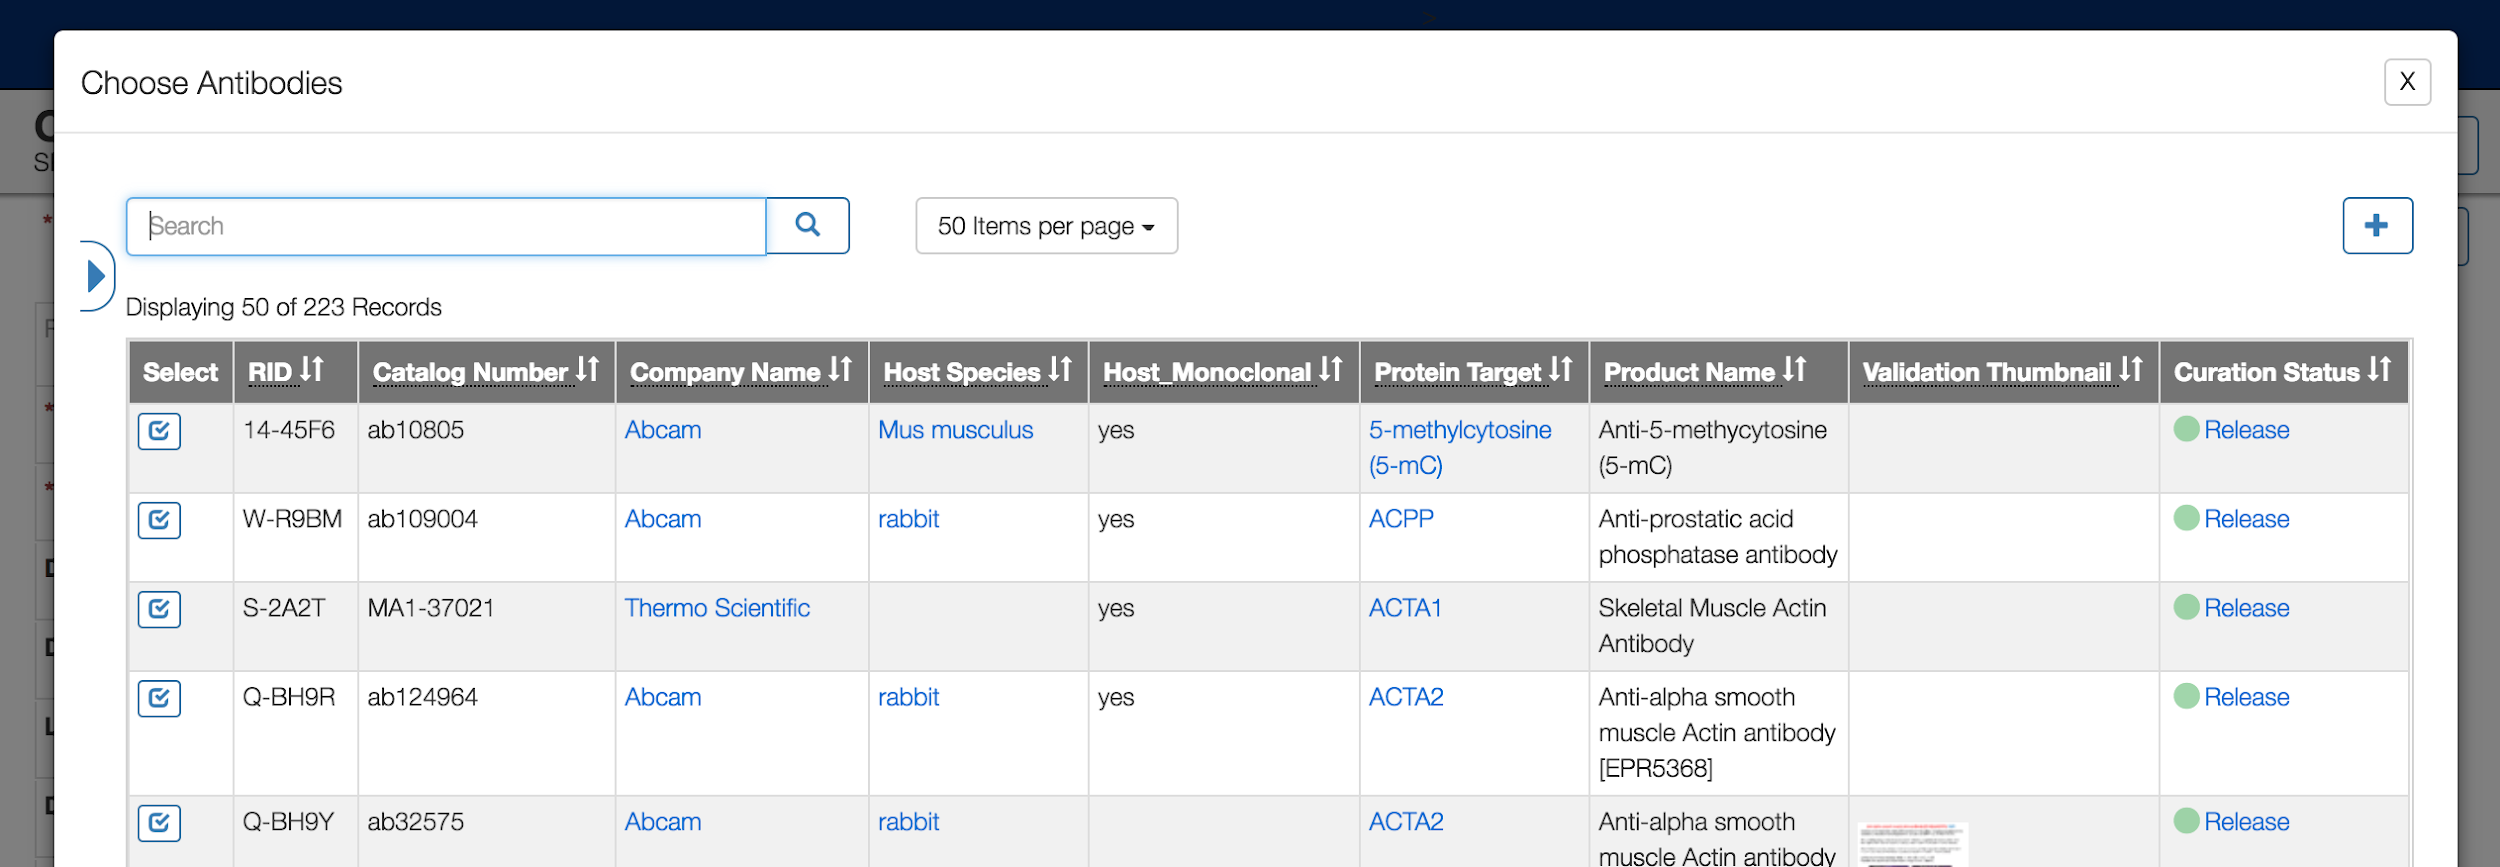 >
Choose Antibodies
X
Search
50 Items per page
Displaying 50 of 223 Records
Select RID Catalog Number Company Name Host Species Host_Monoclonal Protein Target Product Name Validation Thumbnail Curation Status
14-45F6 ab10805 Abcam Mus musculus yes 5-methylcytosine Anti-5-methycytosine Release
(5-mC) (5-mC)
W-R9BM ab109004 Abcam rabbit yes ACPP Anti-prostatic acid Release
phosphatase antibody
S-2A2T MA1-37021 Thermo Scientific yes ACTA1 Skeletal Muscle Actin Release
Antibody
Q-BH9R ab124964 Abcam rabbit yes ACTA2 Anti-alpha smooth Release
muscle Actin antibody
[EPR5368]
Q-BH9Y ab32575 Abcam rabbit ACTA2 Anti-alpha smooth Release
muscle Actin antibody